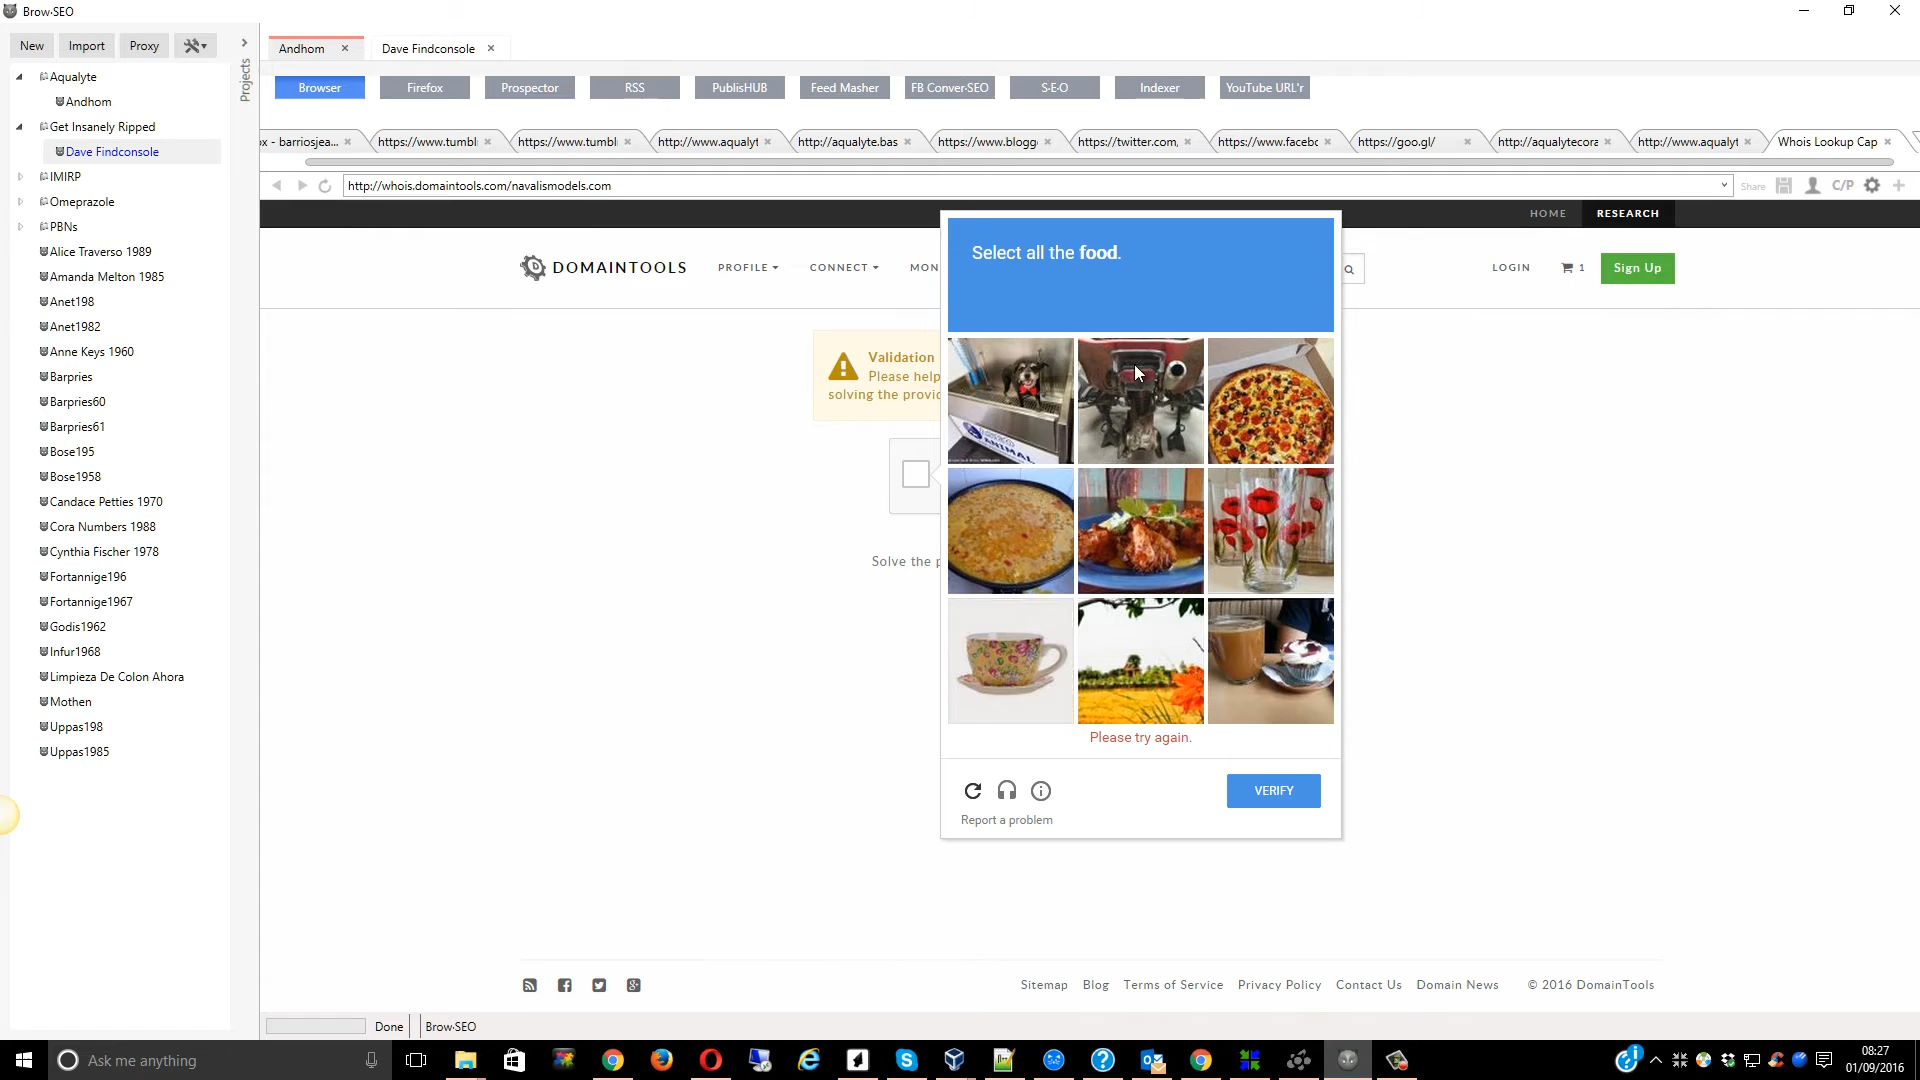 Brow·SEO
New Import Proxy
Projects
Aqualyte
Andhom
Get Insanely Ripped
Dave Findconsole
IMIRP
Omeprazole
PBNs
Alice Traverso 1989
Amanda Melton 1985
Anet198
Anet1982
Anne Keys 1960
Barpries
Barpries60
Barpries61
Bose195
Bose1958
Candace Petties 1970
Cora Numbers 1988
Cynthia Fischer 1978
Fortannige196
Fortannige1967
Godis1962
Infur1968
Limpieza De Colon Ahora
Mothen
Uppas198
Uppas1985
Andhom Dave Findconsole
Browser Firefox Prospector RSS PublisHUB Feed Masher FB Conver·SEO S·E·O Indexer YouTube URL'r
ox - barriosjea... https://www.tumbl https://www.tumbl http://www.aqualyt http://aqualyte.bas https://www.blogg https://twitter.com, https://www.facebc https://goo.gl/ http://aqualytecora http://www.aqualyt Whois Lookup Cap
http://whois.domaintools.com/navalismodels.com
Share C/P
HOME RESEARCH
DOMAINTOOLS PROFILE CONNECT MON LOGIN 1 Sign Up
Validation
Please help
solving the provid
Solve the p
Select all the food.
ANIMAL
Please try again.
VERIFY
Report a problem
Sitemap Blog Terms of Service Privacy Policy Contact Us Domain News © 2016 DomainTools
Done Brow·SEO
Ask me anything
08:27
01/09/2016